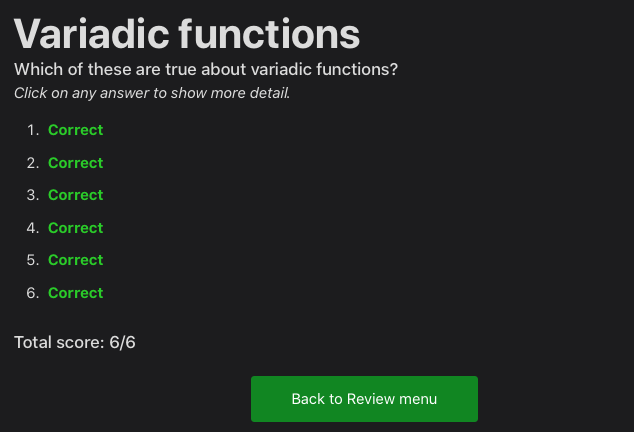 Variadic functions
Which of these are true about variadic functions?
Click on any answer to show more detail.
1. Correct
2. Correct
3. Correct
4. Correct
5. Correct
6. Correct
Total score: 6/6
Back to Review menu